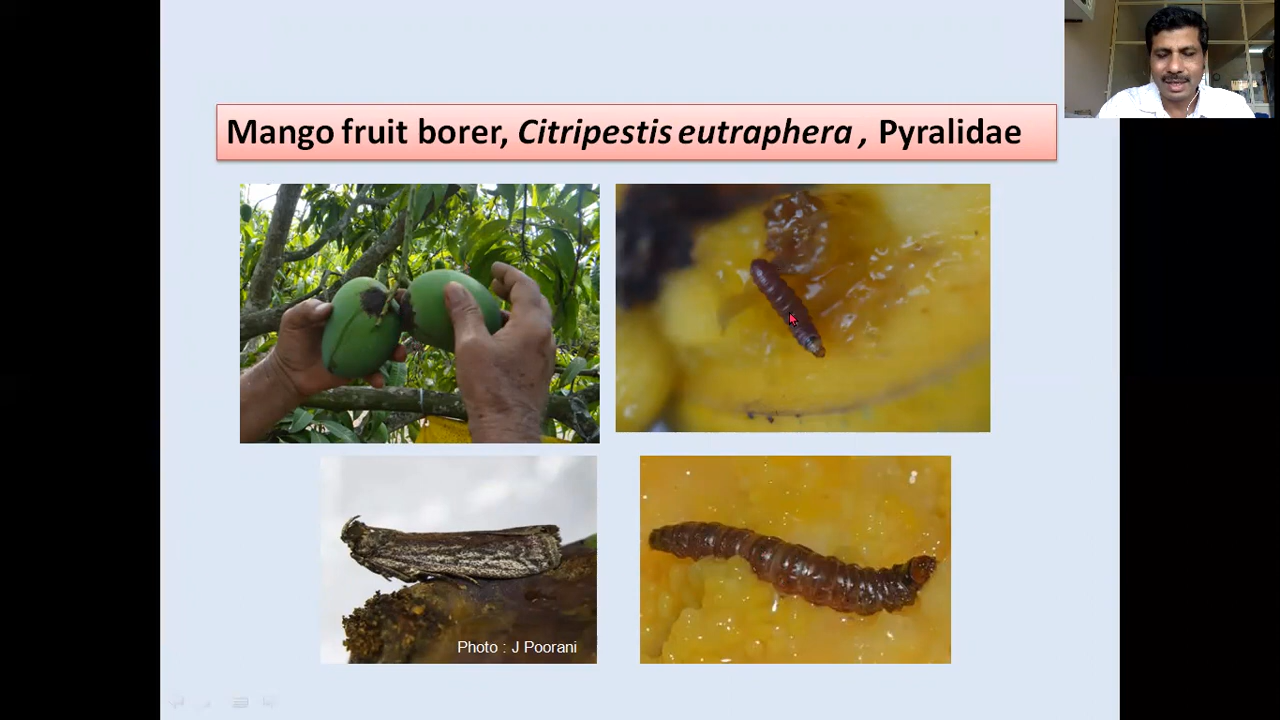 Mango fruit borer, Citripestis eutraphera , Pyralidae
Photo : J Poorani